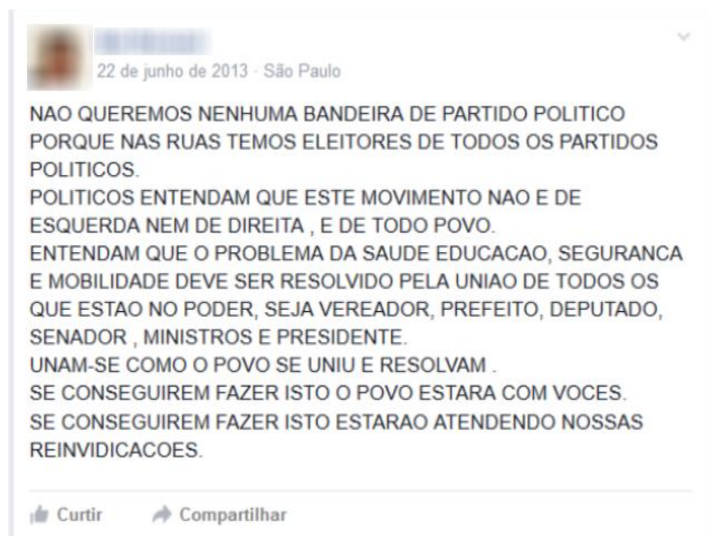 22 de junho de 2013 · São Paulo
NAO QUEREMOS NENHUMA BANDEIRA DE PARTIDO POLITICO
PORQUE NAS RUAS TEMOS ELEITORES DE TODOS OS PARTIDOS
POLITICOS.
POLITICOS ENTENDAM QUE ESTE MOVIMENTO NAO E DE
ESQUERDA NEM DE DIREITA , E DE TODO POVO.
ENTENDAM QUE O PROBLEMA DA SAUDE EDUCACAO, SEGURANCA
E MOBILIDADE DEVE SER RESOLVIDO PELA UNIAO DE TODOS OS
QUE ESTAO NO PODER, SEJA VEREADOR, PREFEITO, DEPUTADO,
SENADOR , MINISTROS E PRESIDENTE.
UNAM-SE COMO O POVO SE UNIU E RESOLVAM .
SE CONSEGUIREM FAZER ISTO O POVO ESTARA COM VOCES.
SE CONSEGUIREM FAZER ISTO ESTARAO ATENDENDO NOSSAS
REINVIDICACOES.
Curtir Compartilhar